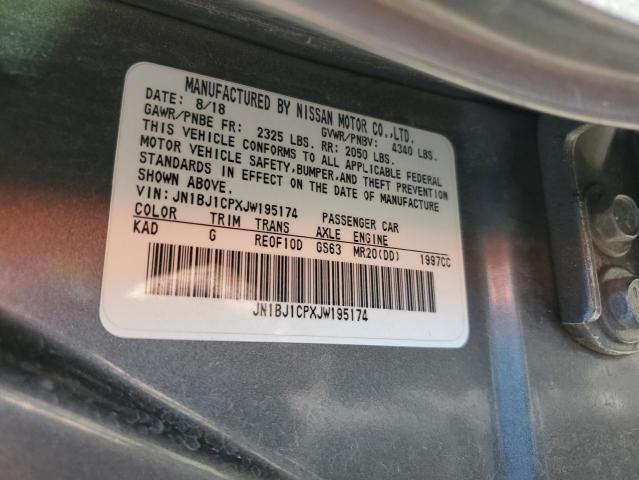 MANUFACTURED BY NISSAN MOTOR CO.,LTD.
DATE: 8/18 GVWR/PNBV: 4340 LBS.
GAWR/PNBE FR: 2325 LBS. RR: 2050 LBS.
THIS VEHICLE CONFORMS TO ALL APPLICABLE FEDERAL
MOTOR VEHICLE SAFETY,BUMPER,AND THEFT PREVENTION
STANDARDS IN EFFECT ON THE DATE OF MANUFACTURE
SHOWN ABOVE.
VIN: JN1BJ1CPXJW195174 PASSENGER CAR
COLOR TRIM TRANS AXLE ENGINE
KAD G RE0F10D GS63 MR20(DD) 1997CC
JN1BJ1CPXJW195174